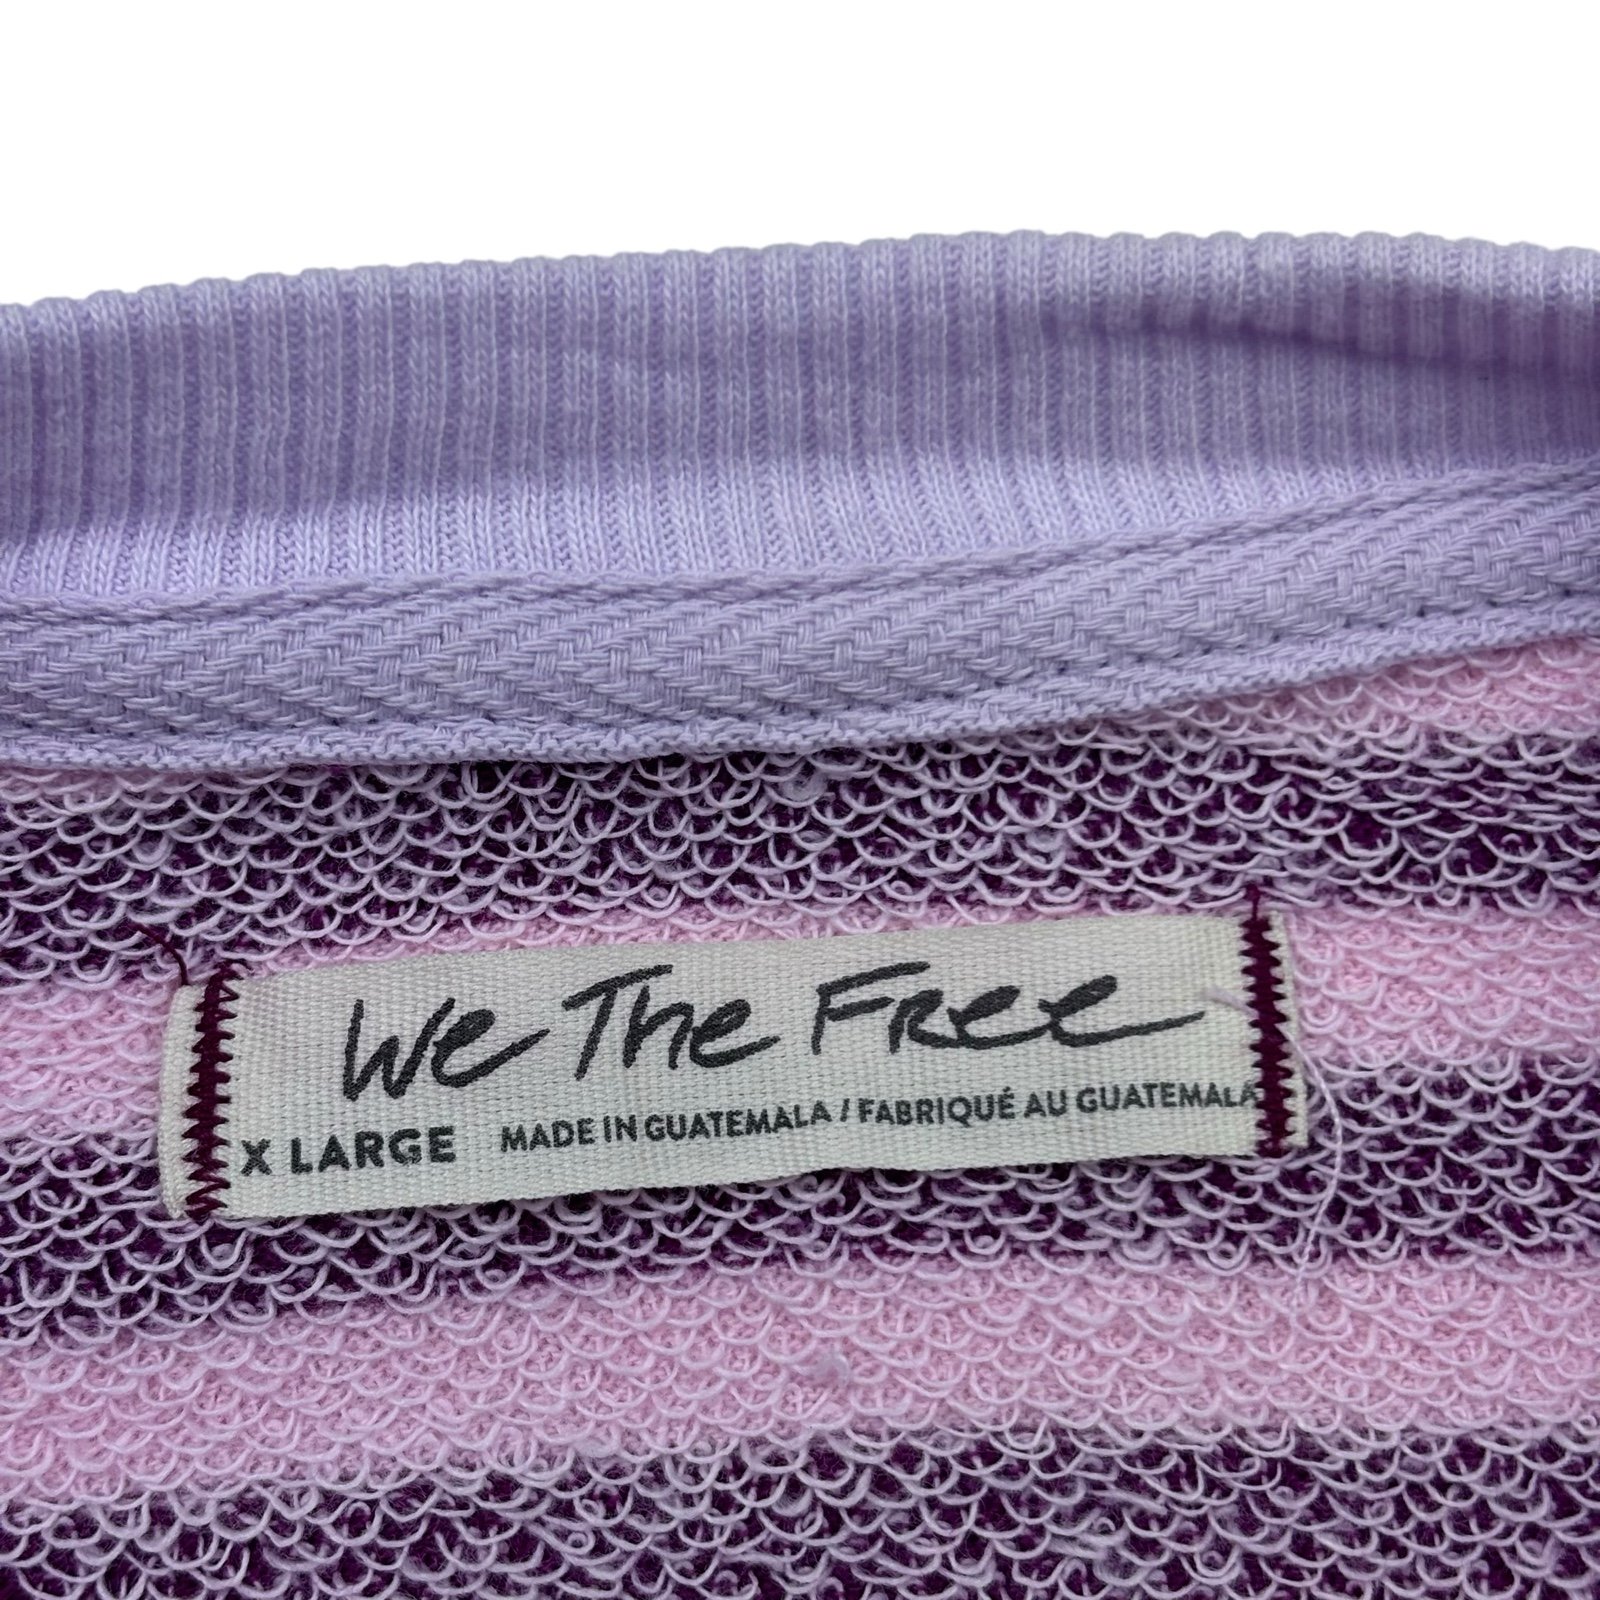 We The Free
X LARGE MADE IN GUATEMALA / FABRIQUÉ AU GUATEMALA